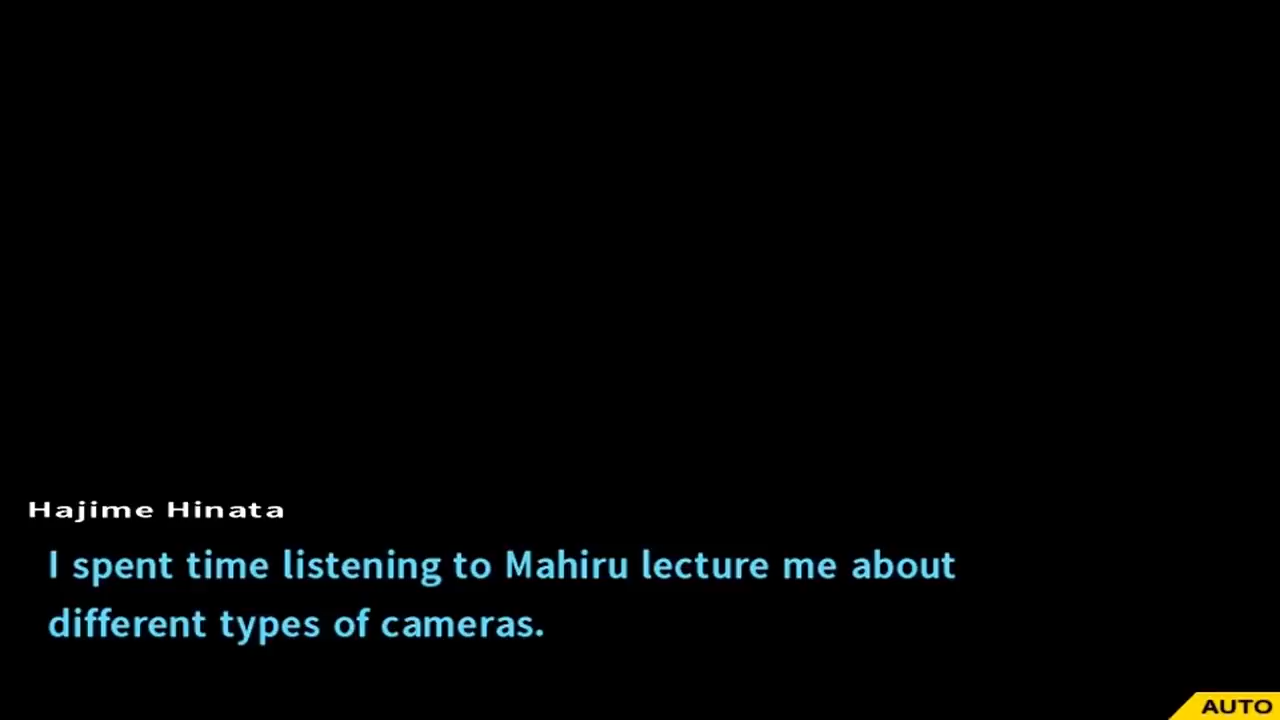 Hajime Hinata
I spent time listening to Mahiru lecture me about
different types of cameras.
AUTO